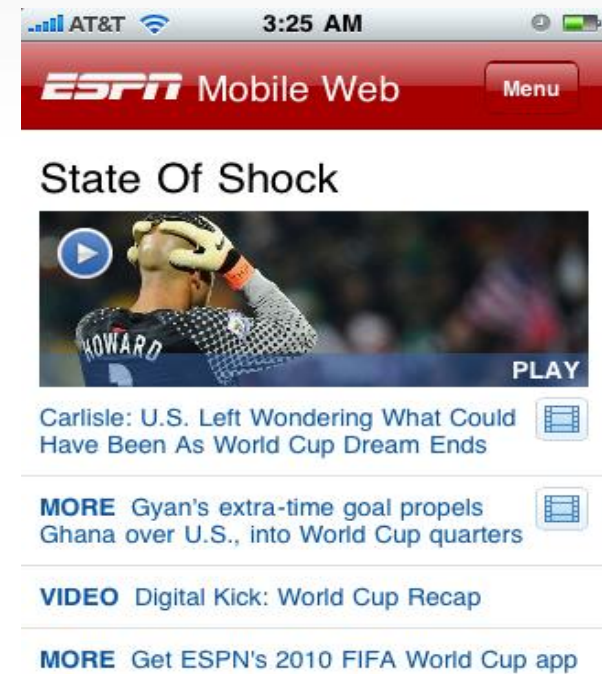 AT&T 3:25 AM
ESPN Mobile Web Menu
State Of Shock
HOWARD
PLAY
Carlisle: U.S. Left Wondering What Could
Have Been As World Cup Dream Ends
MORE Gyan's extra-time goal propels
Ghana over U.S., into World Cup quarters
VIDEO Digital Kick: World Cup Recap
MORE Get ESPN's 2010 FIFA World Cup app